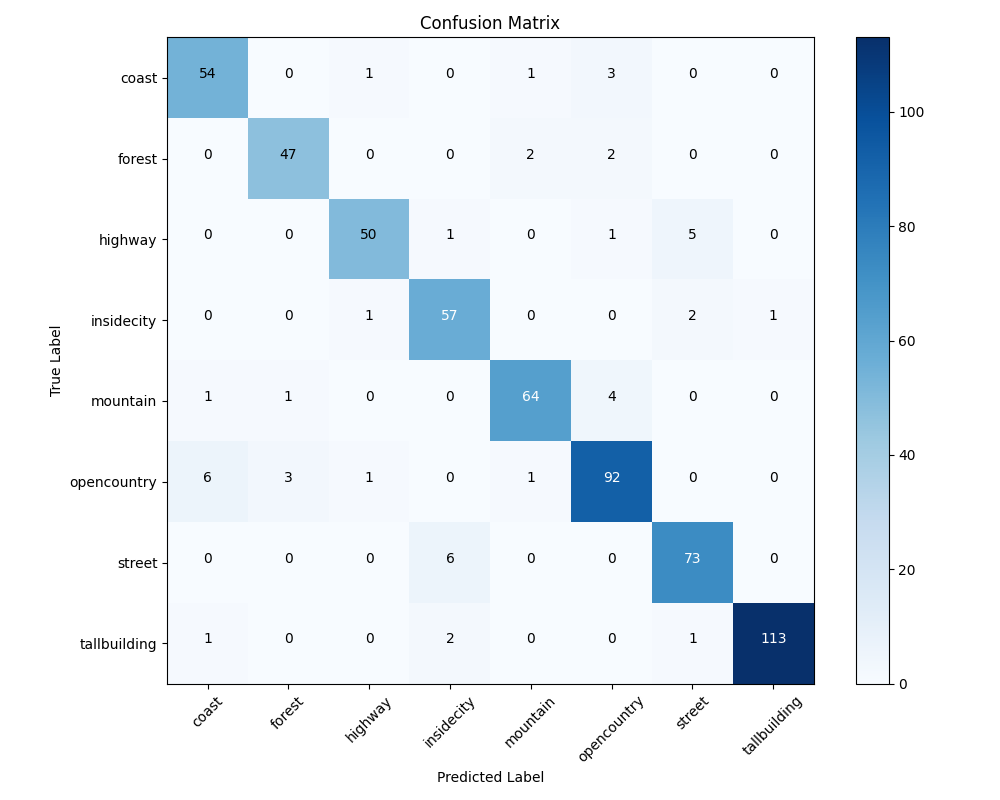 Confusion Matrix
coast 54 0 1 0 1 3 0 0
forest 0 47 0 0 2 2 0 0
highway 0 0 50 1 0 1 5 0
insidecity 0 0 1 57 0 0 2 1
mountain 1 1 0 0 64 4 0 0
opencountry 6 3 1 0 1 92 0 0
street 0 0 0 6 0 0 73 0
tallbuilding 1 0 0 2 0 0 1 113
coast forest highway insidecity mountain opencountry street tallbuilding
Predicted Label
True Label
100
80
60
40
20
0